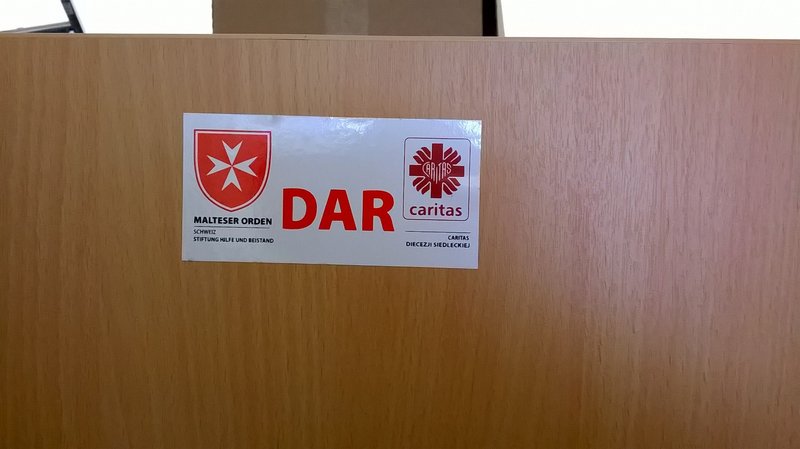 MALTESER ORDEN
SCHWEIZ
STIFTUNG HILFE UND BEISTAND
DAR
CARITAS
caritas
CARITAS
DIECEZJI SIEDLECKIEJ